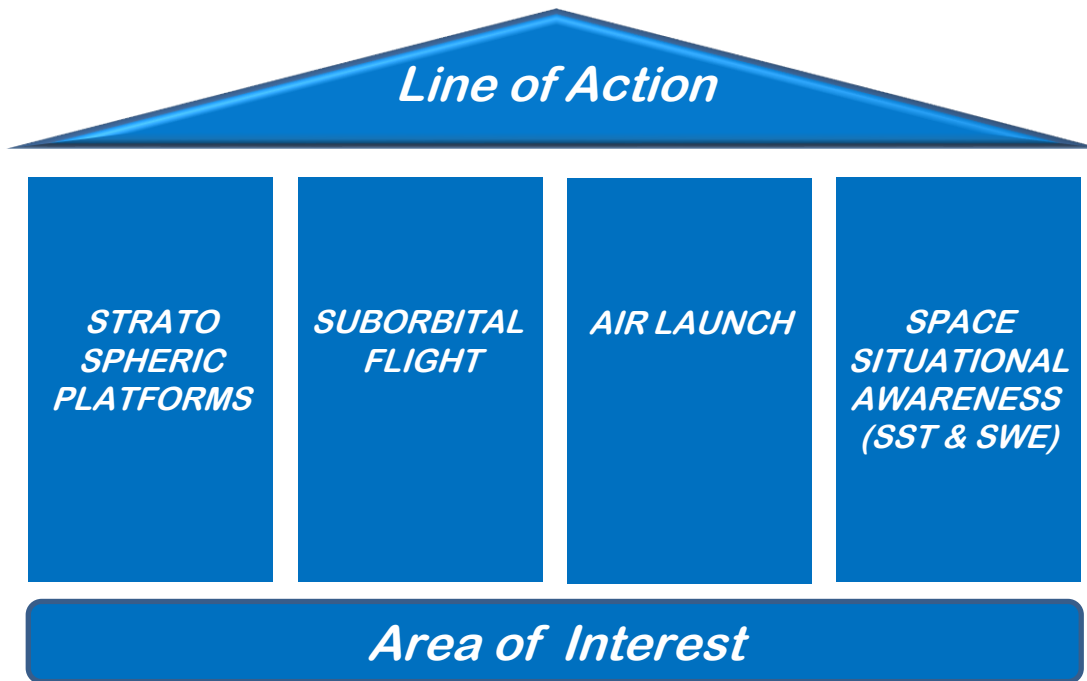 Line of Action
STRATO
SPHERIC
PLATFORMS
SUBORBITAL
FLIGHT
AIR LAUNCH
SPACE
SITUATIONAL
AWARENESS
(SST & SWE)
Area of Interest